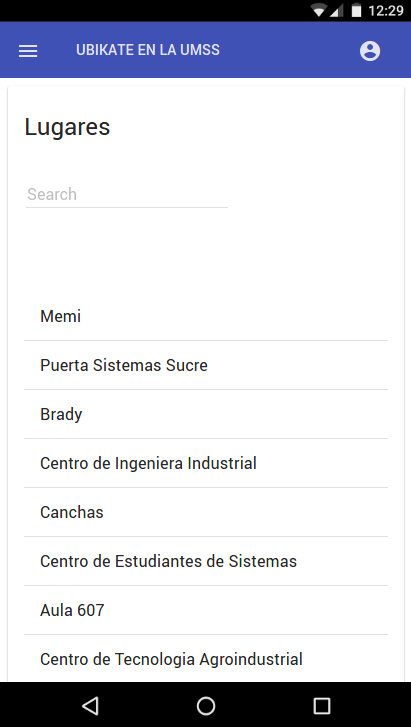 12:29
UBIKATE EN LA UMSS
Lugares
Search
Memi
Puerta Sistemas Sucre
Brady
Centro de Ingeniera Industrial
Canchas
Centro de Estudiantes de Sistemas
Aula 607
Centro de Tecnologia Agroindustrial